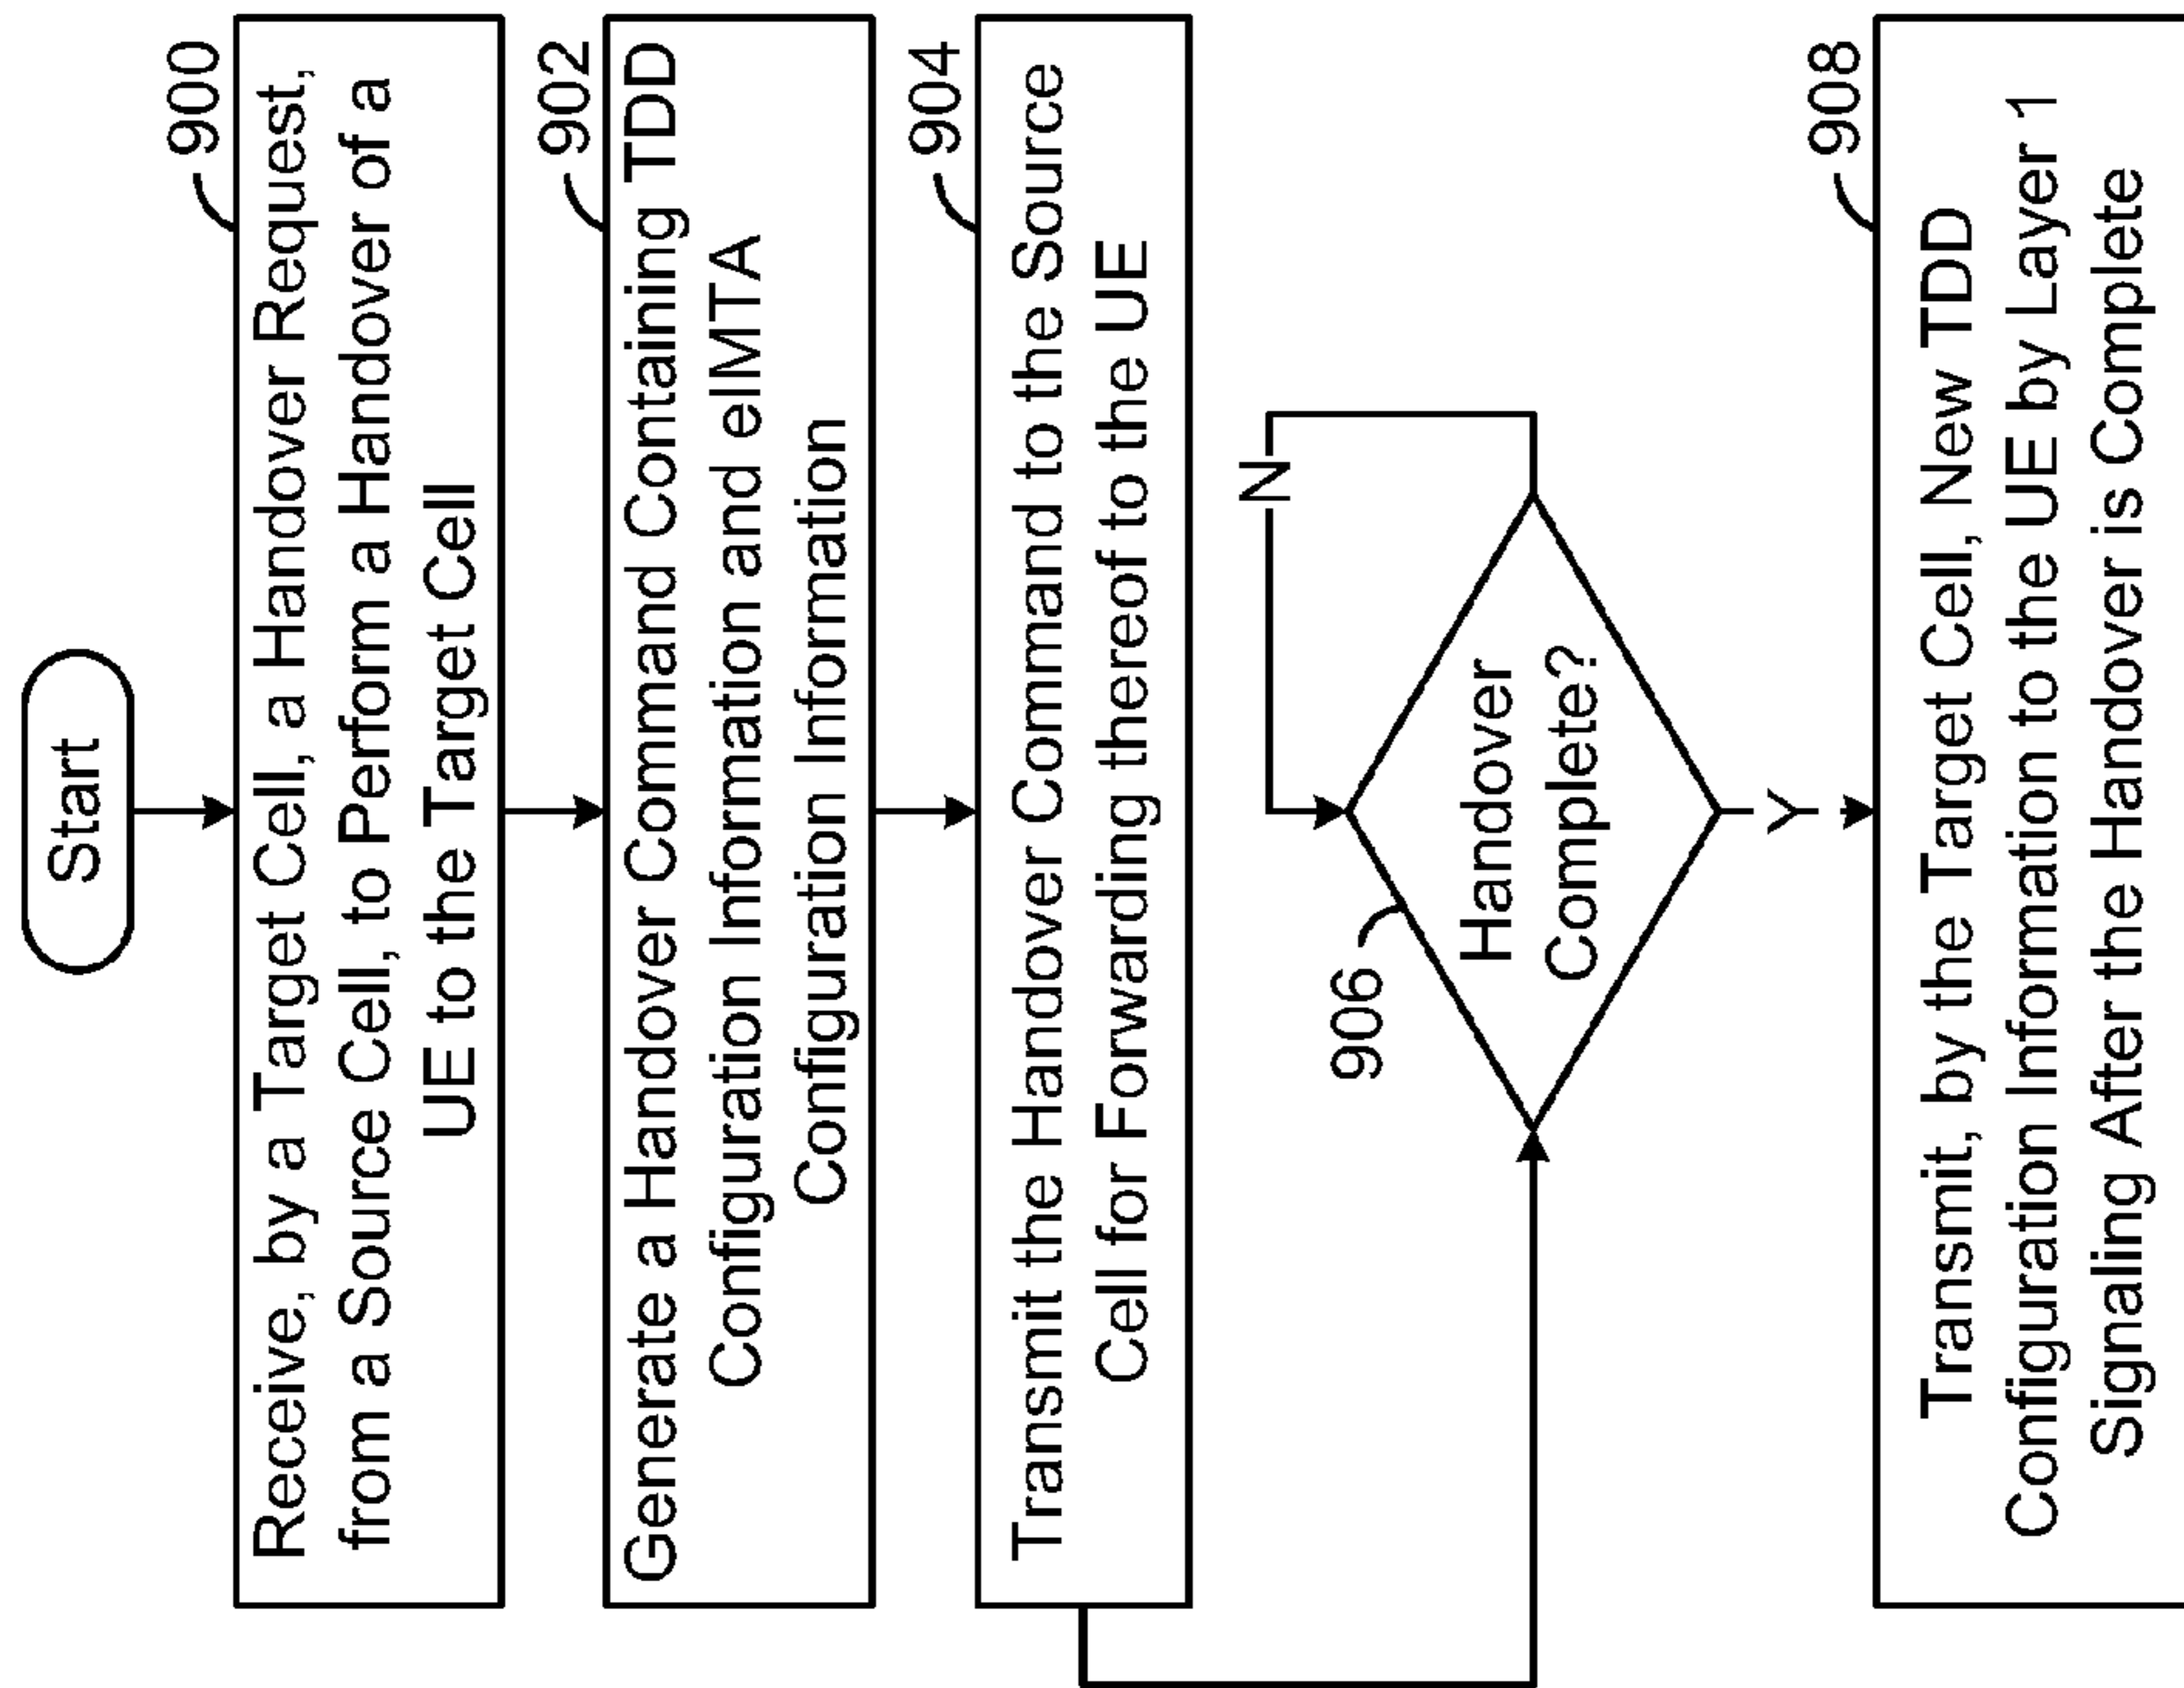 Start
900
Receive, by a Target Cell, a Handover Request,
from a Source Cell, to Perform a Handover of a
UE to the Target Cell
902
Generate a Handover Command Containing TDD
Configuration Information and eIMTA
Configuration Information
904
Transmit the Handover Command to the Source
Cell for Forwarding thereof to the UE
N
906
Handover
Complete?
Y
908
Transmit, by the Target Cell, New TDD
Configuration Information to the UE by Layer 1
Signaling After the Handover is Complete